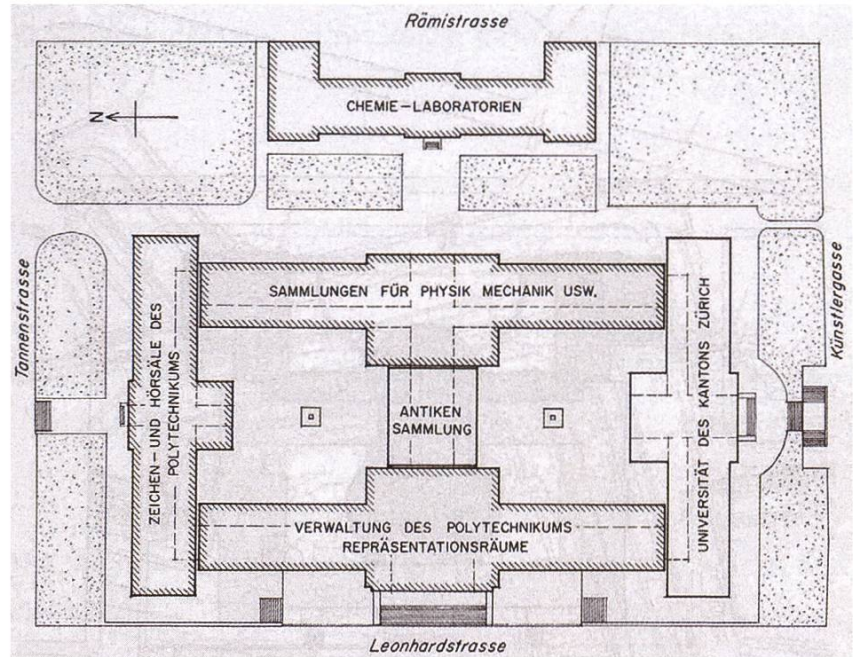 Rämistrasse
N
CHEMIE–LABORATORIEN
Tannenstrasse
ZEICHEN–UND HÖRSÄLE DES
POLYTECHNIKUMS
SAMMLUNGEN FÜR PHYSIK MECHANIK USW.
ANTIKEN
SAMMLUNG
VERWALTUNG DES POLYTECHNIKUMS
REPRÄSENTATIONSRÄUME
UNIVERSITÄT DES KANTONS ZÜRICH
Künstlergasse
Leonhardstrasse